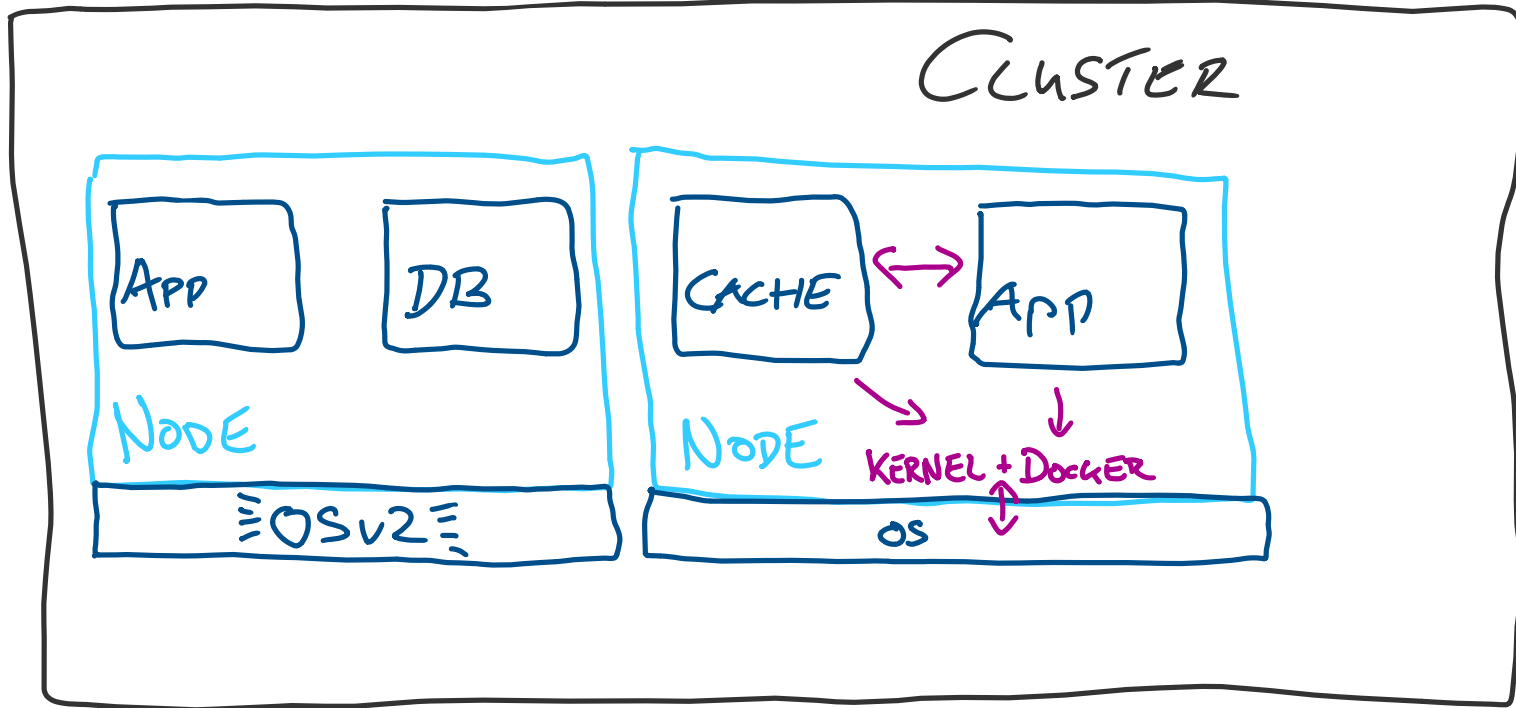 CLUSTER
APP
DB
CACHE
APP
NODE
NODE
KERNEL + DOCKER
OSv2
OS